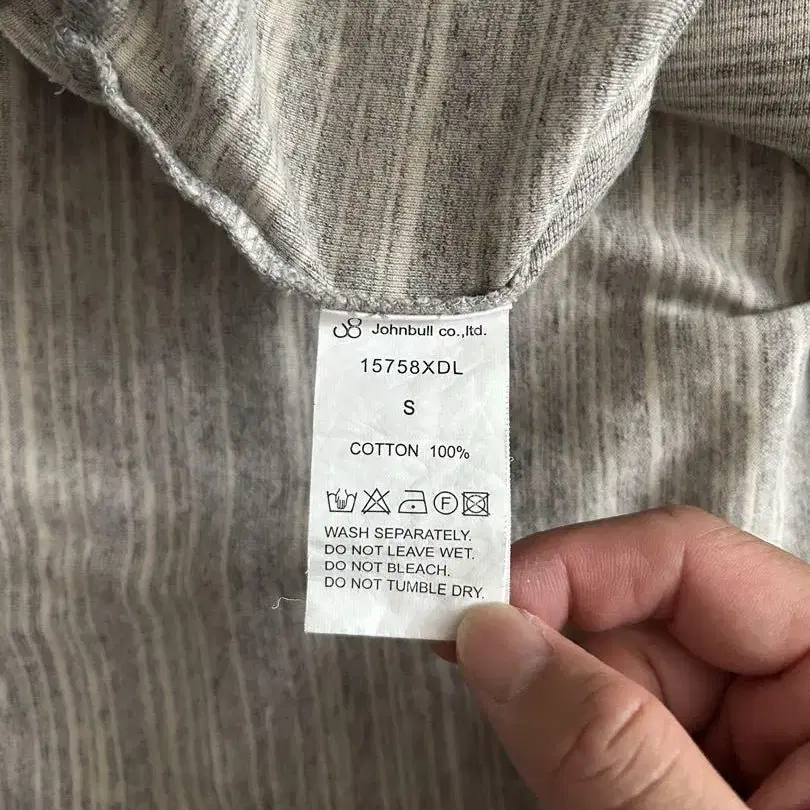 Johnbull co.,ltd.
15758XDL
S
COTTON 100%
F
WASH SEPARATELY.
DO NOT LEAVE WET.
DO NOT BLEACH.
DO NOT TUMBLE DRY.